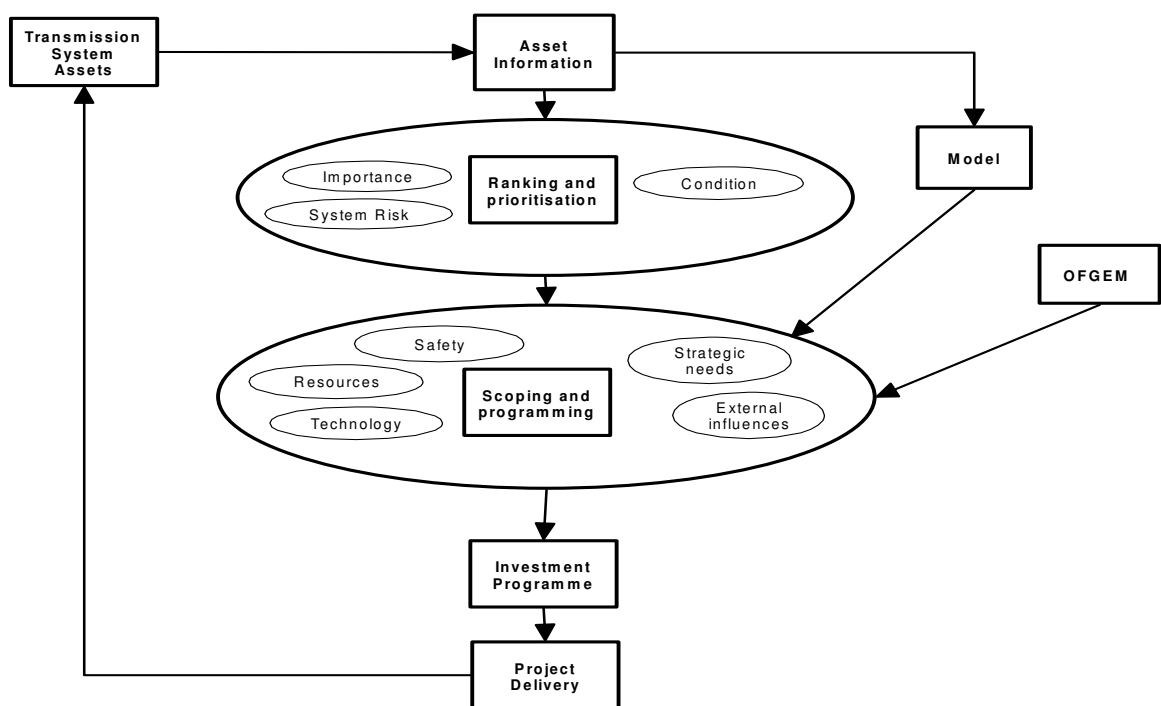 Transmission
System
Assets
Asset
Information
Model
Importance
Ranking and
prioritisation
Condition
System Risk
OFGEM
Safety
Strategic
needs
Resources
Scoping and
programming
External
influences
Technology
Investment
Programme
Project
Delivery